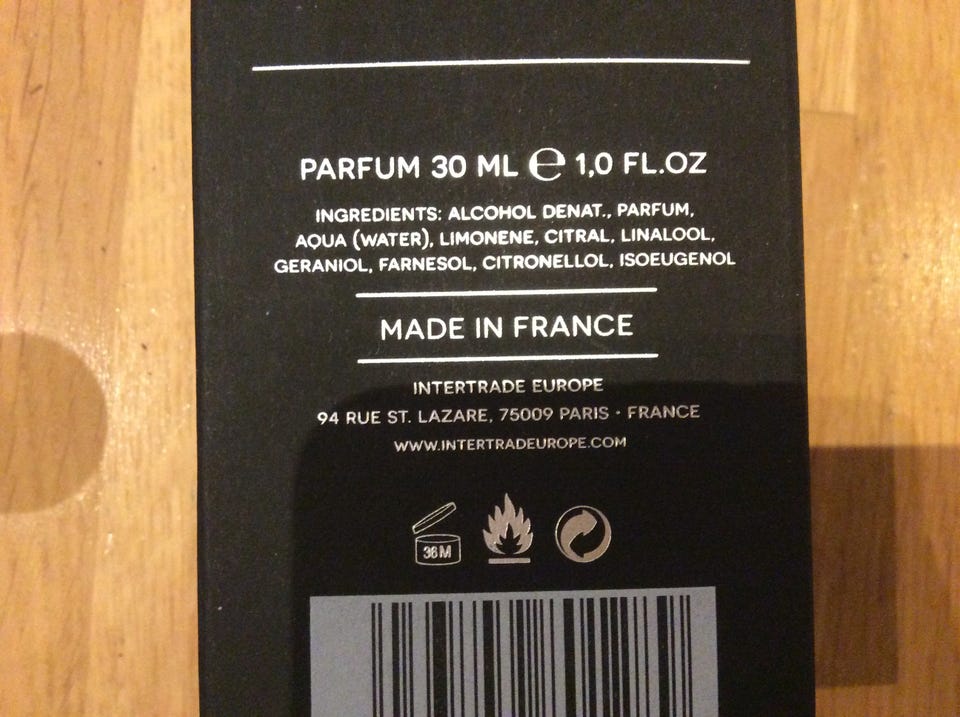 PARFUM 30 ML ℮ 1,0 FL.OZ
INGREDIENTS: ALCOHOL DENAT., PARFUM,
AQUA (WATER), LIMONENE, CITRAL, LINALOOL,
GERANIOL, FARNESOL, CITRONELLOL, ISOEUGENOL
MADE IN FRANCE
INTERTRADE EUROPE
94 RUE ST. LAZARE, 75009 PARIS · FRANCE
WWW.INTERTRADEUROPE.COM
36M